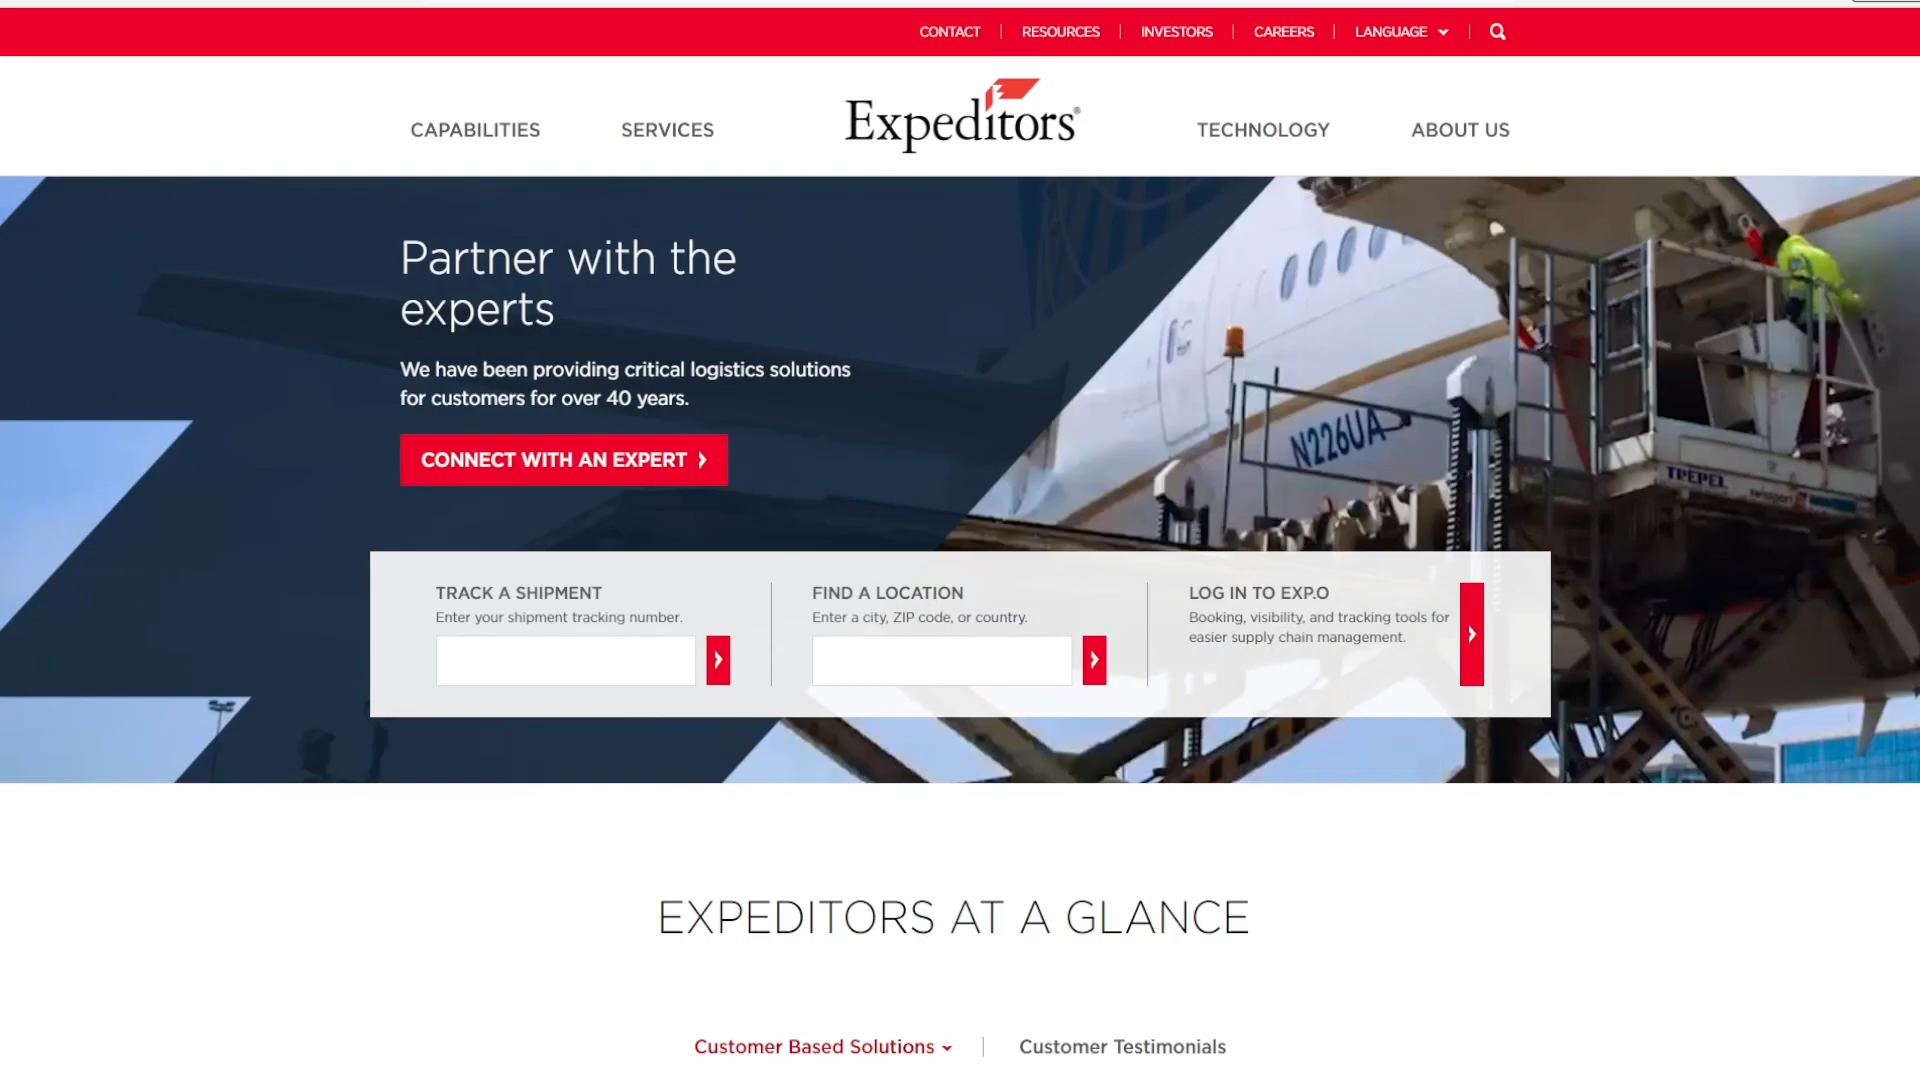 CONTACT
RESOURCES
INVESTORS
CAREERS
LANGUAGE
CAPABILITIES
SERVICES
Expeditors®
TECHNOLOGY
ABOUT US
Partner with the
experts
We have been providing critical logistics solutions
for customers for over 40 years.
CONNECT WITH AN EXPERT
N226UA
TREPEL
swissport
TRACK A SHIPMENT
Enter your shipment tracking number.
FIND A LOCATION
Enter a city, ZIP code, or country.
LOG IN TO EXP.O
Booking, visibility, and tracking tools for
easier supply chain management.
EXPEDITORS AT A GLANCE
Customer Based Solutions
Customer Testimonials